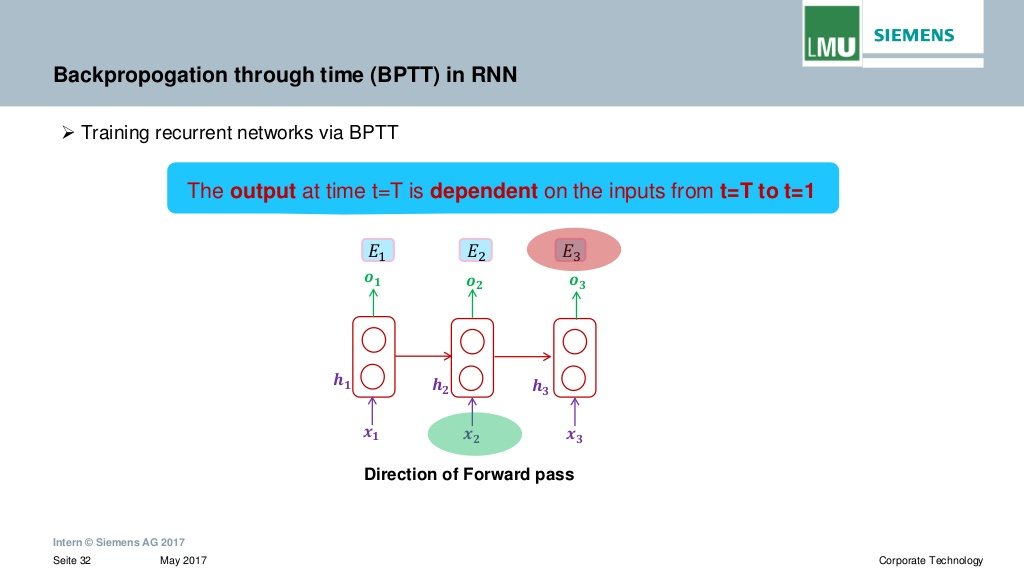 LMU
SIEMENS
Backpropogation through time (BPTT) in RNN
➢ Training recurrent networks via BPTT
The output at time t=T is dependent on the inputs from t=T to t=1
E₁ E₂ E₃
o₁ o₂ o₃
h₁ h₂ h₃
x₁ x₂ x₃
Direction of Forward pass
Intern © Siemens AG 2017
Seite 32 May 2017 Corporate Technology